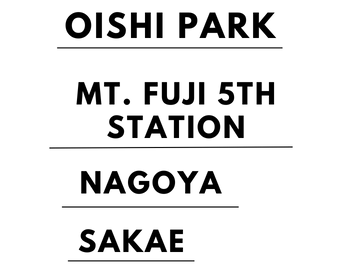 OISHI PARK
MT. FUJI 5TH
STATION
NAGOYA
SAKAE